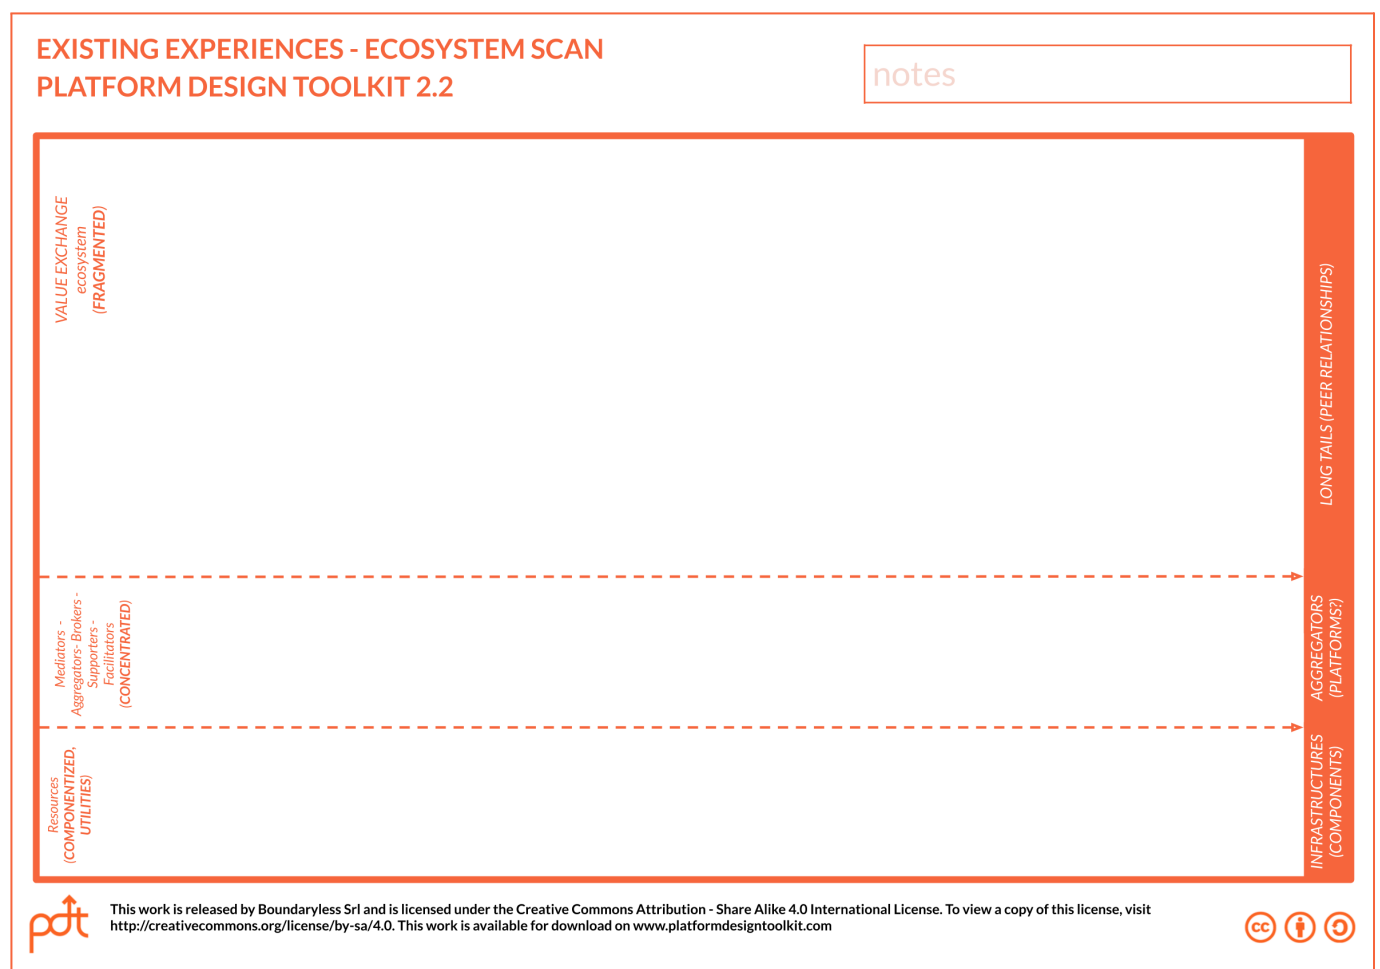 EXISTING EXPERIENCES - ECOSYSTEM SCAN
PLATFORM DESIGN TOOLKIT 2.2
notes
VALUE EXCHANGE
ecosystem
(FRAGMENTED)
LONG TAILS (PEER RELATIONSHIPS)
Mediators -
Aggregators- Brokers -
Supporters -
Facilitators
(CONCENTRATED)
AGGREGATORS
(PLATFORMS?)
Resources
(COMPONENTIZED,
UTILITIES)
INFRASTRUCTURES
(COMPONENTS)
pdt
This work is released by Boundaryless Srl and is licensed under the Creative Commons Attribution - Share Alike 4.0 International License. To view a copy of this license, visit
http://creativecommons.org/license/by-sa/4.0. This work is available for download on www.platformdesigntoolkit.com
cc